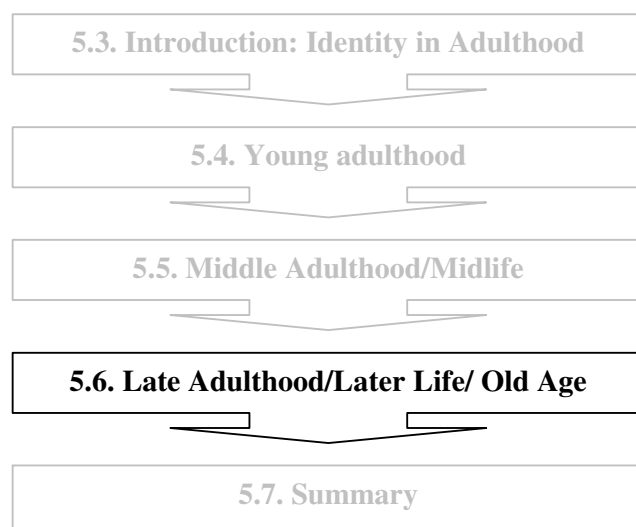 5.3. Introduction: Identity in Adulthood
5.4. Young adulthood
5.5. Middle Adulthood/Midlife
5.6. Late Adulthood/Later Life/ Old Age
5.7. Summary